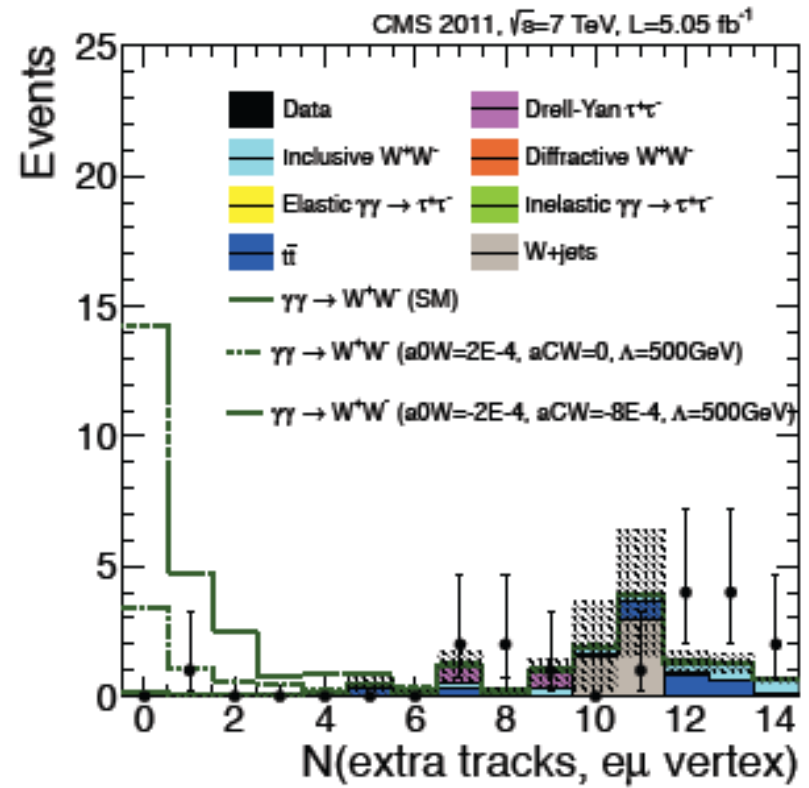 CMS 2011, √s=7 TeV, L=5.05 fb⁻¹
Events
25
20
15
10
5
0
Data
Drell-Yan τ⁺τ⁻
Inclusive W⁺W⁻
Diffractive W⁺W⁻
Elastic γγ → τ⁺τ⁻
Inelastic γγ → τ⁺τ⁻
tt̄
W+jets
γγ → W⁺W⁻ (SM)
γγ → W⁺W⁻ (a0W=2E-4, aCW=0, Λ=500GeV)
γγ → W⁺W⁻ (a0W=-2E-4, aCW=-8E-4, Λ=500GeV)
0 2 4 6 8 10 12 14
N(extra tracks, eμ vertex)